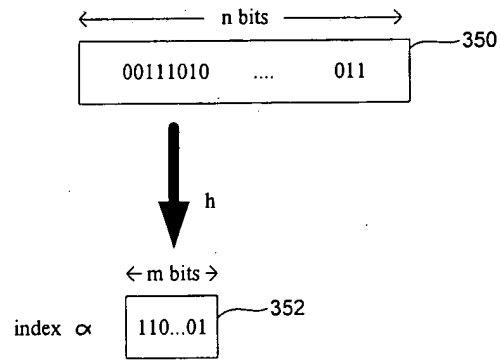 ← n bits →
350
00111010 .... 011
h
← m bits →
352
index ∝ 110...01